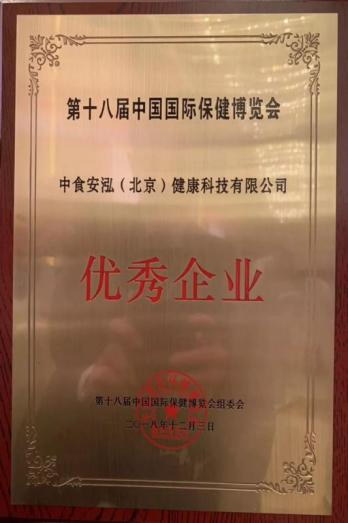 第十八届中国国际保健博览会
中食安泓（北京）健康科技有限公司
优秀企业
第十八届中国国际保健博览会组委会
二〇一八年十二月三日